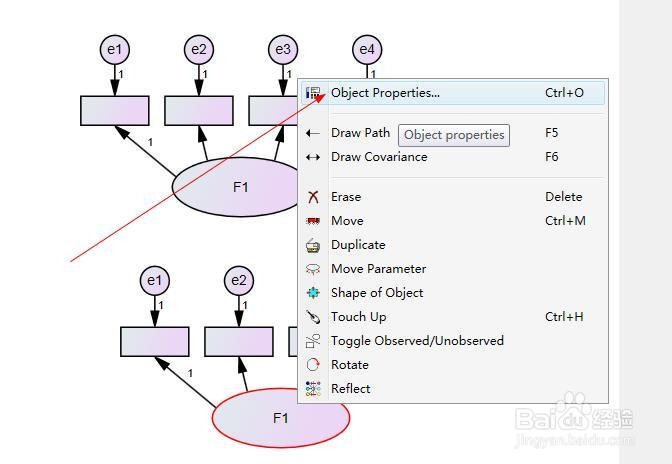 e1 e2 e3 e4
1 1 1 1
Object Properties... Ctrl+O
Draw Path F5
Object properties
1
Draw Covariance F6
F1
Erase Delete
Move Ctrl+M
Duplicate
Move Parameter
e1 e2
Shape of Object
1 1
Touch Up Ctrl+H
Toggle Observed/Unobserved
Rotate
1
Reflect
F1
Baidu经验
jingyan.baidu.com